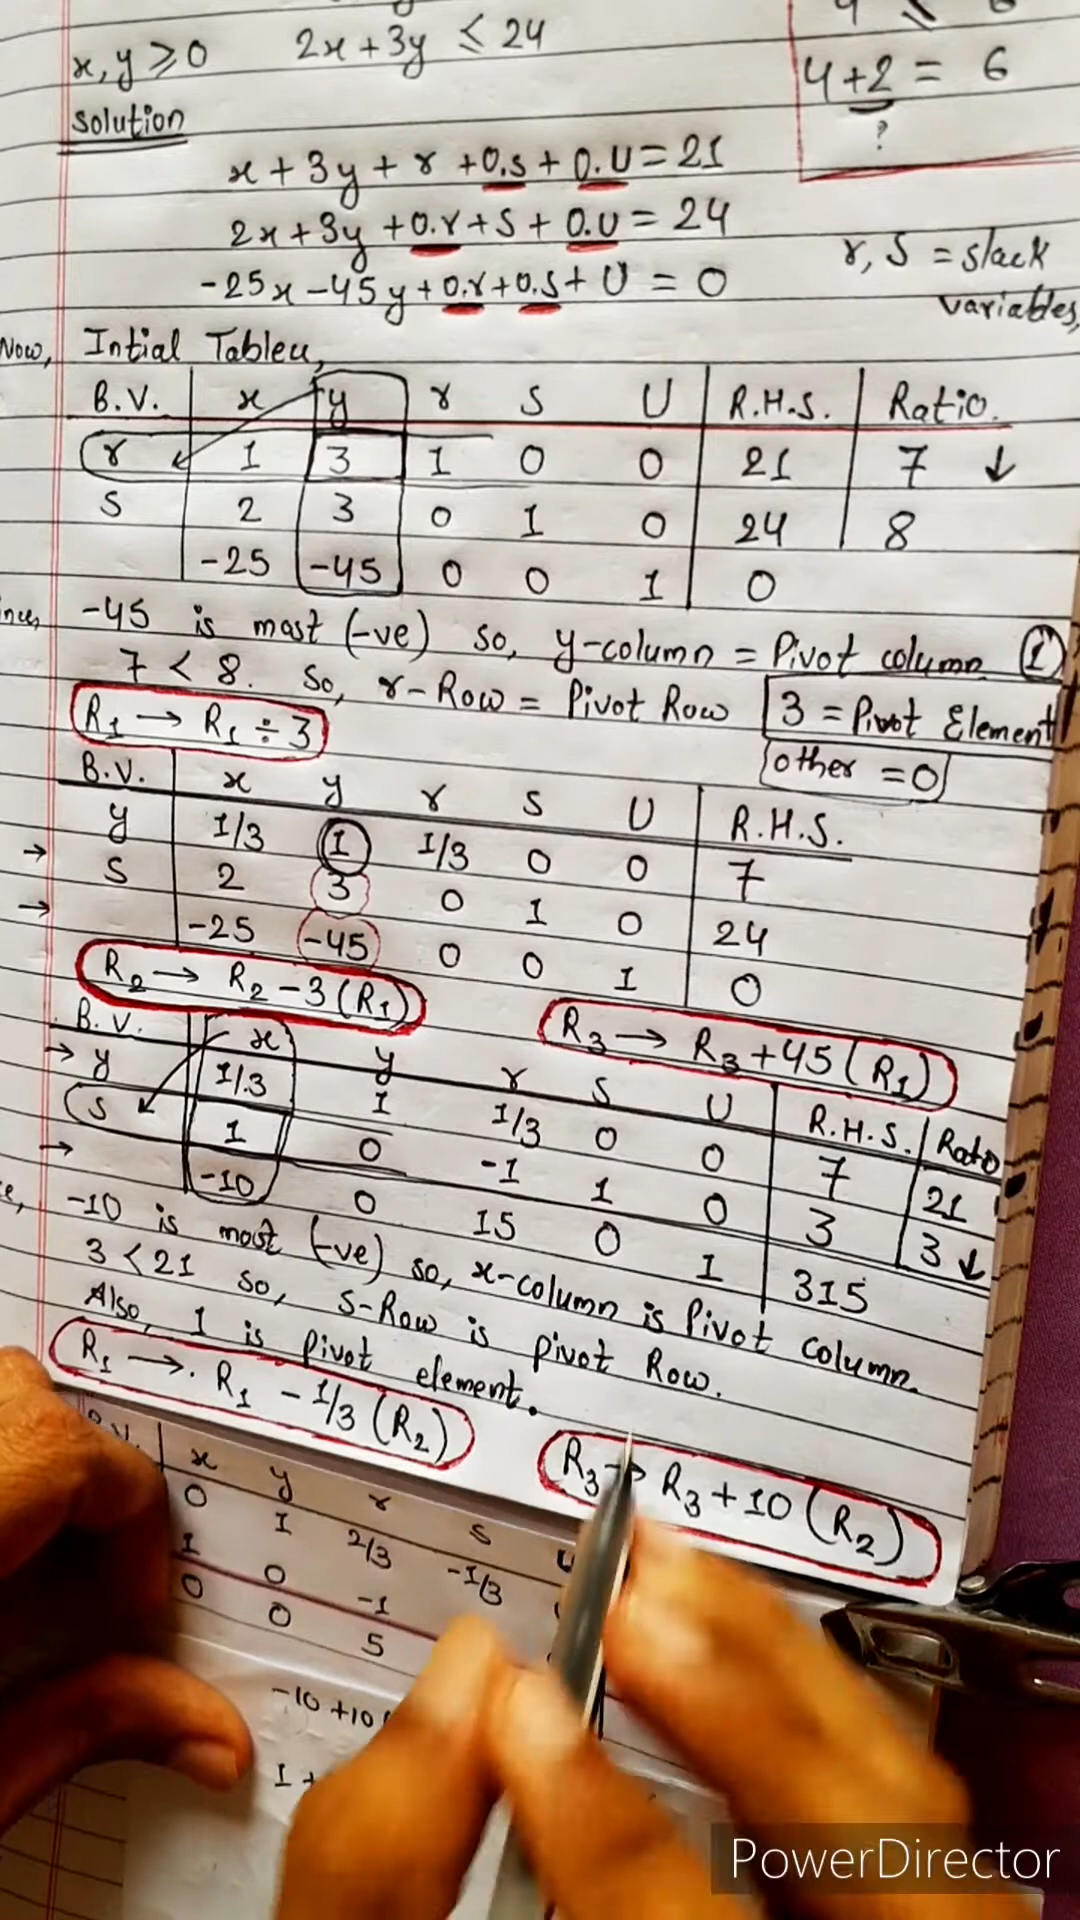 x, y ≥ 0 2x + 3y ≤ 24
4 + 2 = 6
?
Solution
x + 3y + r + 0.s + 0.U = 21
2x + 3y + 0.r + S + 0.U = 24
-25x - 45y + 0.r + 0.s + U = 0
r, S = slack
variables,
Now, Intial Tableu,
B.V. x y r S U R.H.S. Ratio.
r 1 3 1 0 0 21 7 ↓
S 2 3 0 1 0 24 8
-25 -45 0 0 1 0
-45 is most (-ve) so, y-column = Pivot column. 1
7 < 8. So, r-Row = Pivot Row 3 = Pivot Element
R1 → R1 ÷ 3 other = 0
B.V. x y r S U R.H.S.
y 1/3 1 1/3 0 0 7
→ S 2 3 0 1 0 24
→ -25 -45 0 0 1 0
R2 → R2 - 3(R1) R3 → R3 + 45(R1)
B.V. x y r S U R.H.S. Ratio
→ y 1/3 1 1/3 0 0 7 21
S 1 0 -1 1 0 3 3 ↓
→ -10 0 15 0 1 315
-10 is most (-ve) so, x-column is Pivot column.
3 < 21 so, S-Row is Pivot Row.
Also, 1 is pivot element.
R1 → R1 - 1/3 (R2) R3 → R3 + 10 (R2)
x y r S
0 1 2/3 -1/3
1 0 -1
0 0 5
-10 + 10
1 +
PowerDirector